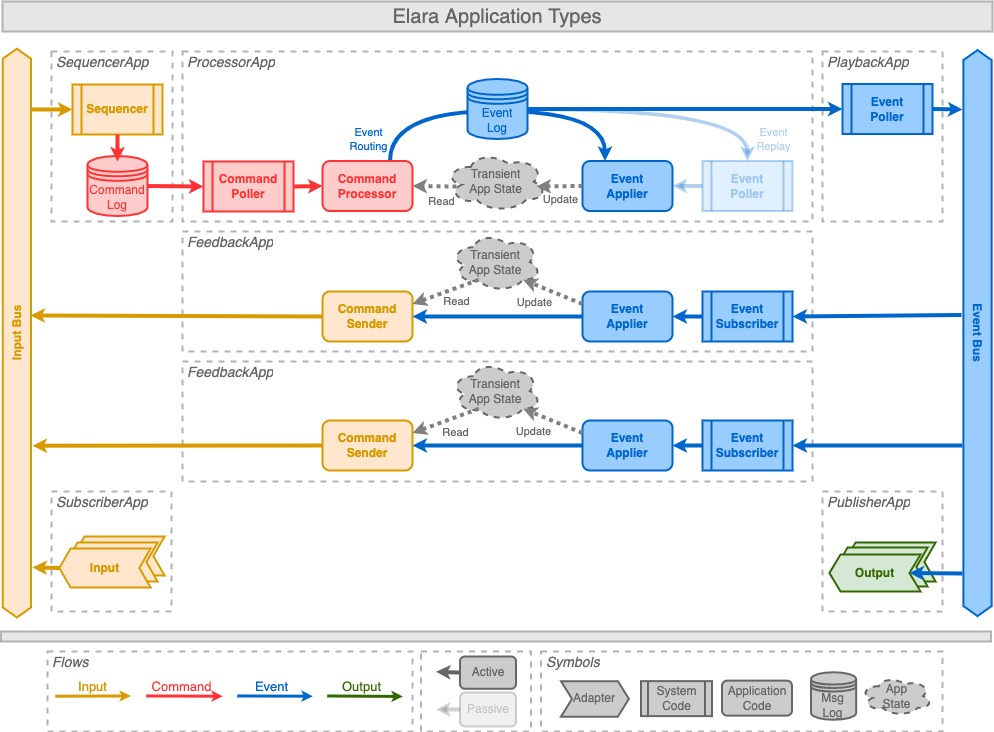 Elara Application Types
SequencerApp
ProcessorApp
PlaybackApp
Sequencer
Event
Log
Event
Poller
Event
Routing
Event
Replay
Command
Log
Command
Poller
Command
Processor
Transient
App State
Read
Update
Event
Applier
Event
Poller
FeedbackApp
Transient
App State
Read
Update
Command
Sender
Event
Applier
Event
Subscriber
Input Bus
Event Bus
FeedbackApp
Transient
App State
Read
Update
Command
Sender
Event
Applier
Event
Subscriber
SubscriberApp
PublisherApp
Input
Output
Flows
Input
Command
Event
Output
Active
Passive
Symbols
Adapter
System
Code
Application
Code
Msg
Log
App
State